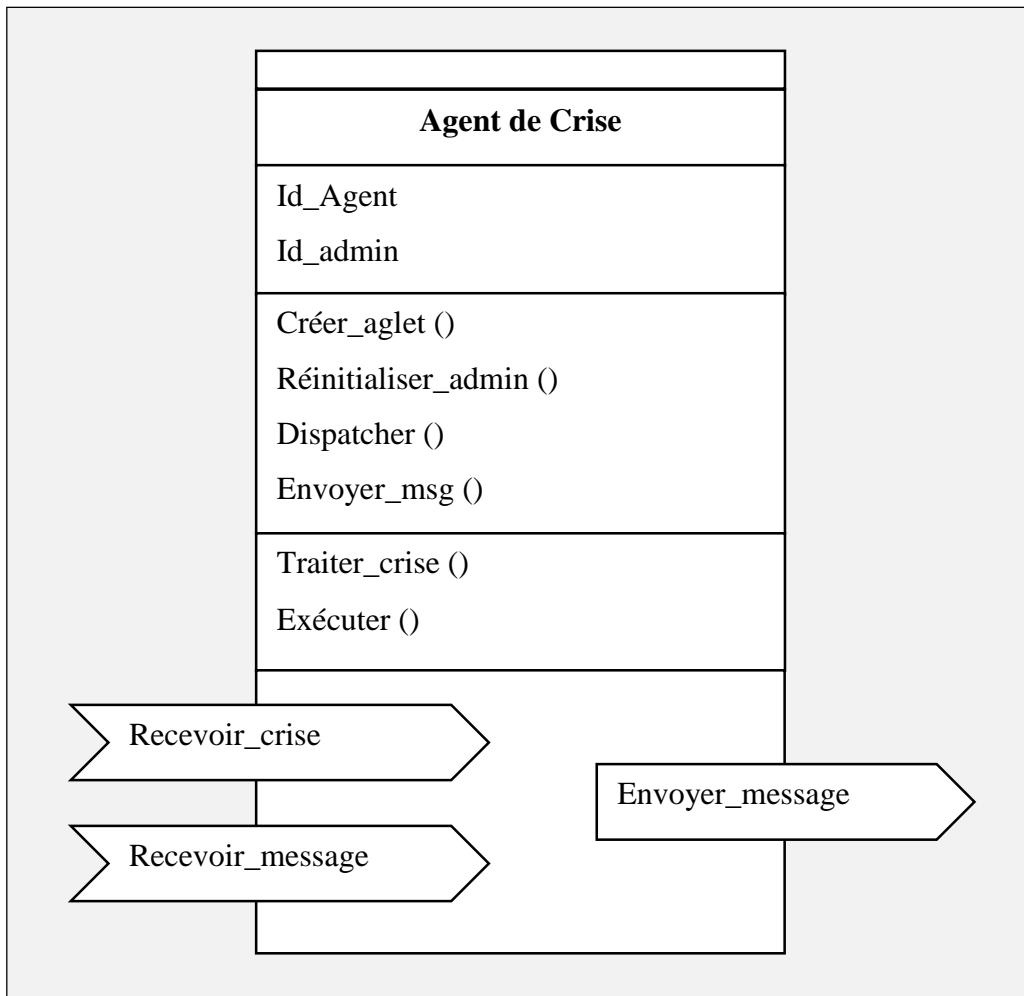 Agent de Crise
Id_Agent
Id_admin
Créer_aglet ()
Réinitialiser_admin ()
Dispatcher ()
Envoyer_msg ()
Traiter_crise ()
Exécuter ()
Recevoir_crise
Envoyer_message
Recevoir_message